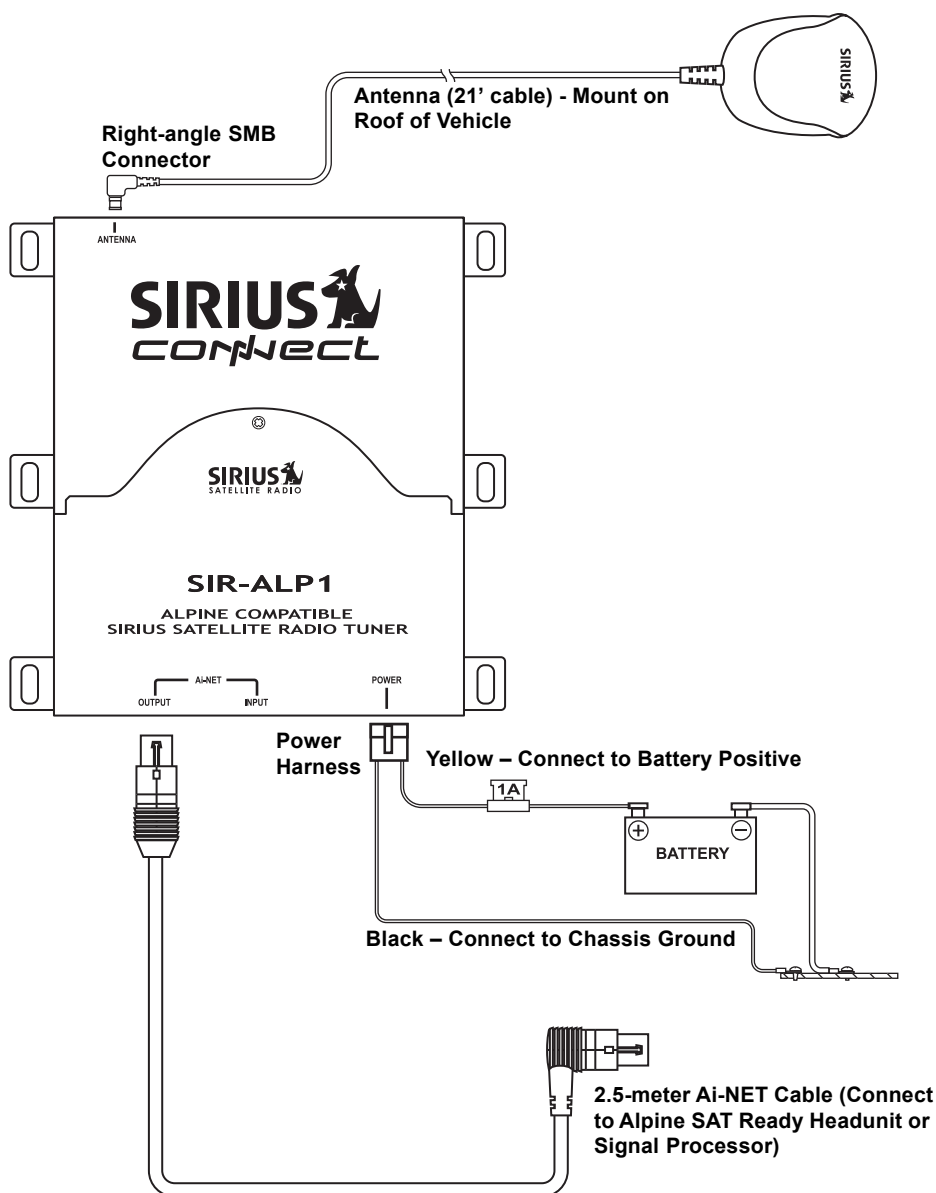 SIRIUS
Antenna (21’ cable) - Mount on
Roof of Vehicle
Right-angle SMB
Connector
ANTENNA
SIRIUS
CONNECT
SIRIUS
SATELLITE RADIO
SIR-ALP1
ALPINE COMPATIBLE
SIRIUS SATELLITE RADIO TUNER
Ai-NET
OUTPUT
INPUT
POWER
Power
Harness
Yellow – Connect to Battery Positive
1A
+
−
BATTERY
Black – Connect to Chassis Ground
2.5-meter Ai-NET Cable (Connect
to Alpine SAT Ready Headunit or
Signal Processor)